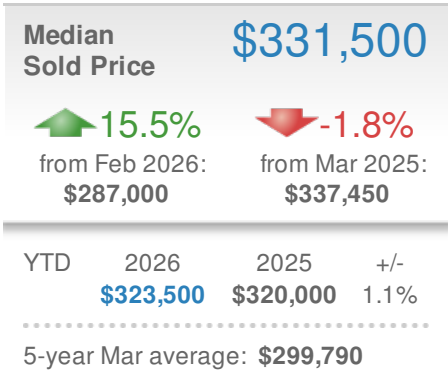 Median $331,500
Sold Price
15.5% -1.8%
from Feb 2026: from Mar 2025:
$287,000 $337,450
YTD 2026 2025 +/-
$323,500 $320,000 1.1%
5-year Mar average: $299,790